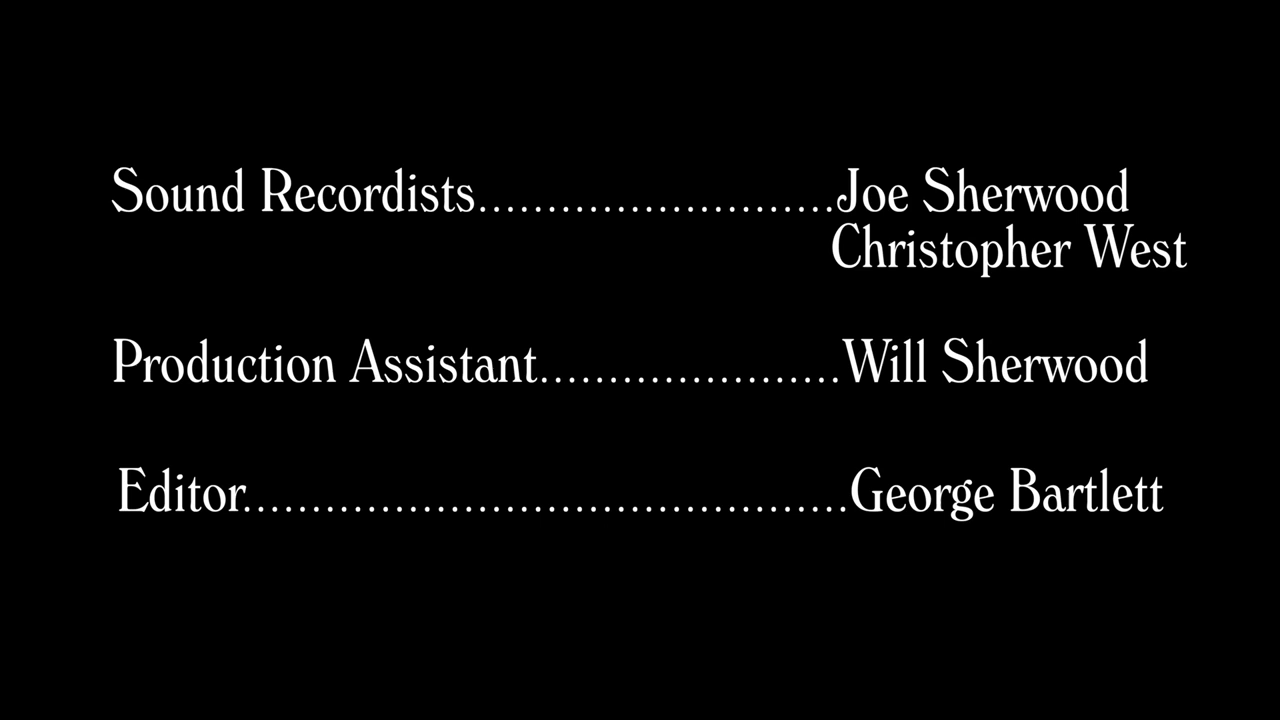 Sound Recordists..........................Joe Sherwood
Christopher West
Production Assistant......................Will Sherwood
Editor............................................George Bartlett